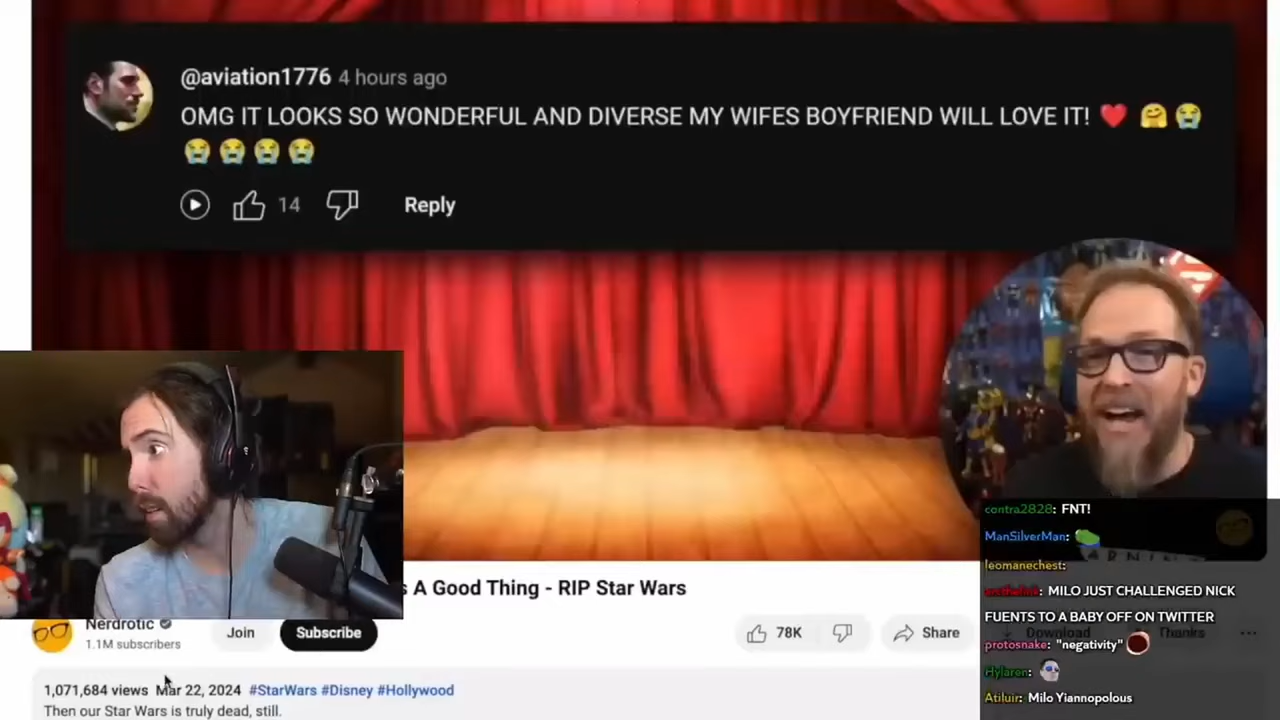 @aviation1776 4 hours ago
OMG IT LOOKS SO WONDERFUL AND DIVERSE MY WIFES BOYFRIEND WILL LOVE IT! ❤️ 🤗 😭
😭 😭 😭 😭
14 Reply
s A Good Thing - RIP Star Wars
Nerdrotic
1.1M subscribers
Join
Subscribe
78K
Share
Download
Thanks
1,071,684 views Mar 22, 2024 #StarWars #Disney #Hollywood
Then our Star Wars is truly dead, still.
contra2828: FNT!
ManSilverMan:
leomanechest:
MILO JUST CHALLENGED NICK
FUENTS TO A BABY OFF ON TWITTER
protosnake: "negativity"
Hylaren:
Atiluir: Milo Yiannopolous